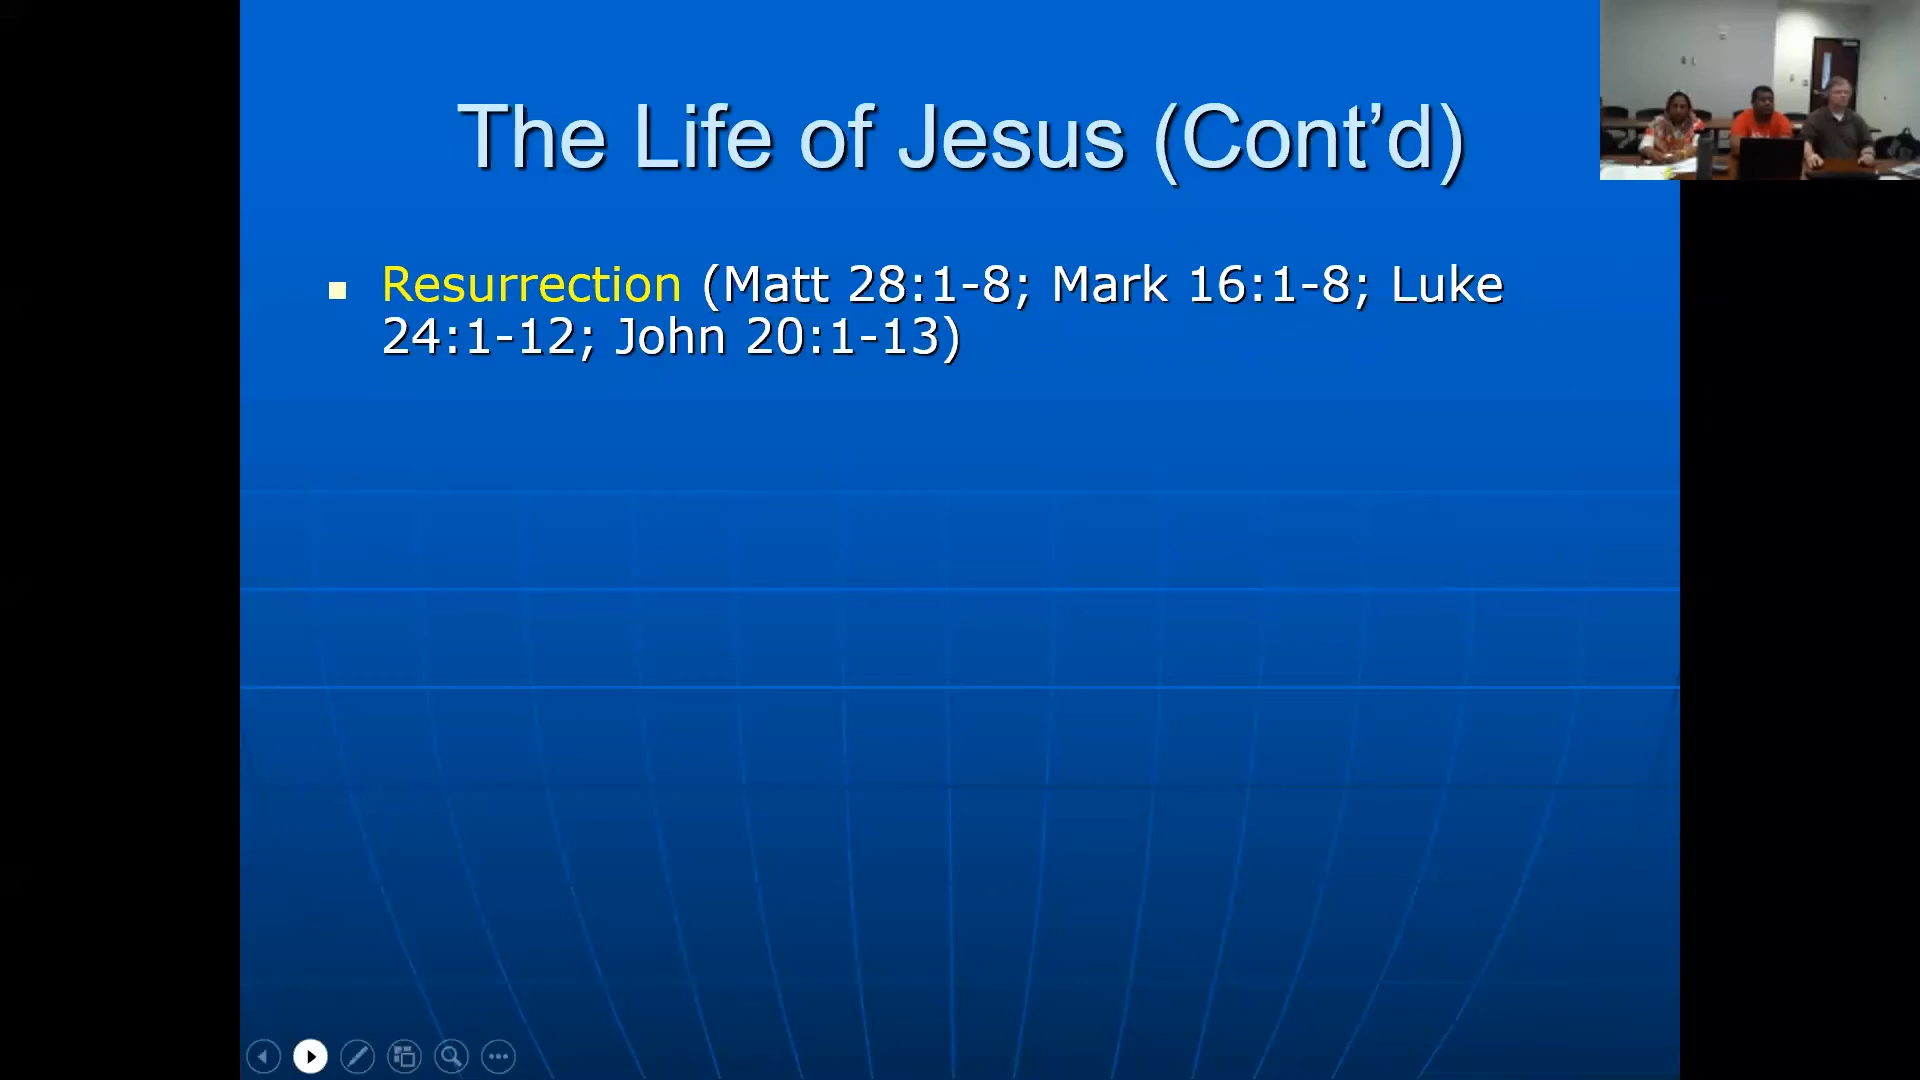 The Life of Jesus (Cont’d)
Resurrection (Matt 28:1-8; Mark 16:1-8; Luke
24:1-12; John 20:1-13)